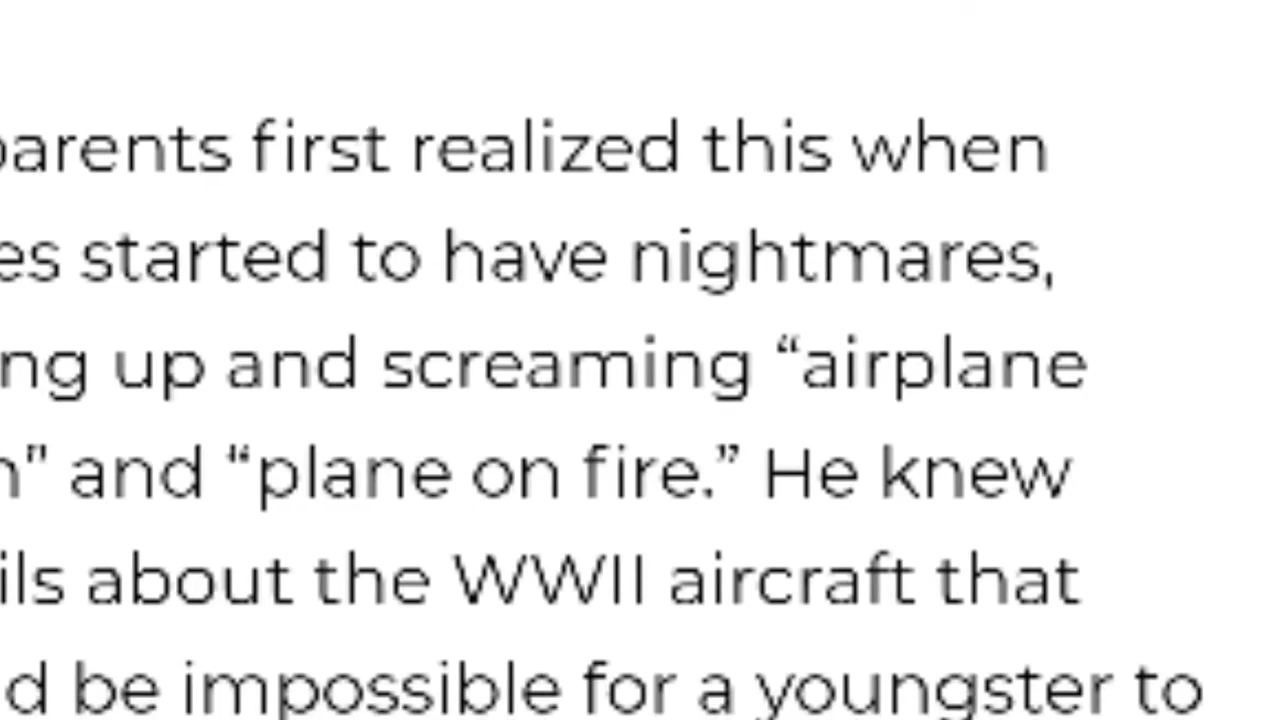 parents first realized this when
es started to have nightmares,
ng up and screaming “airplane
” and “plane on fire.” He knew
ils about the WWII aircraft that
d be impossible for a youngster to